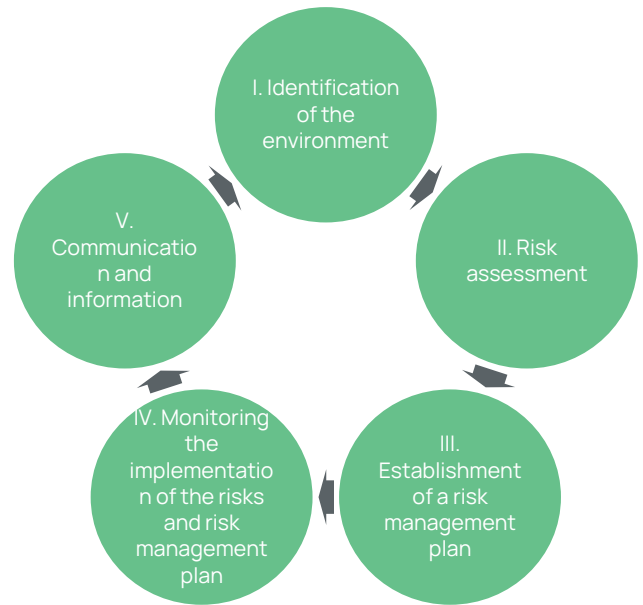 I. Identification
of the
environment
II. Risk
assessment
III.
Establishment
of a risk
management
plan
IV. Monitoring
the
implementatio
n of the risks
and risk
management
plan
V.
Communicatio
n and
information